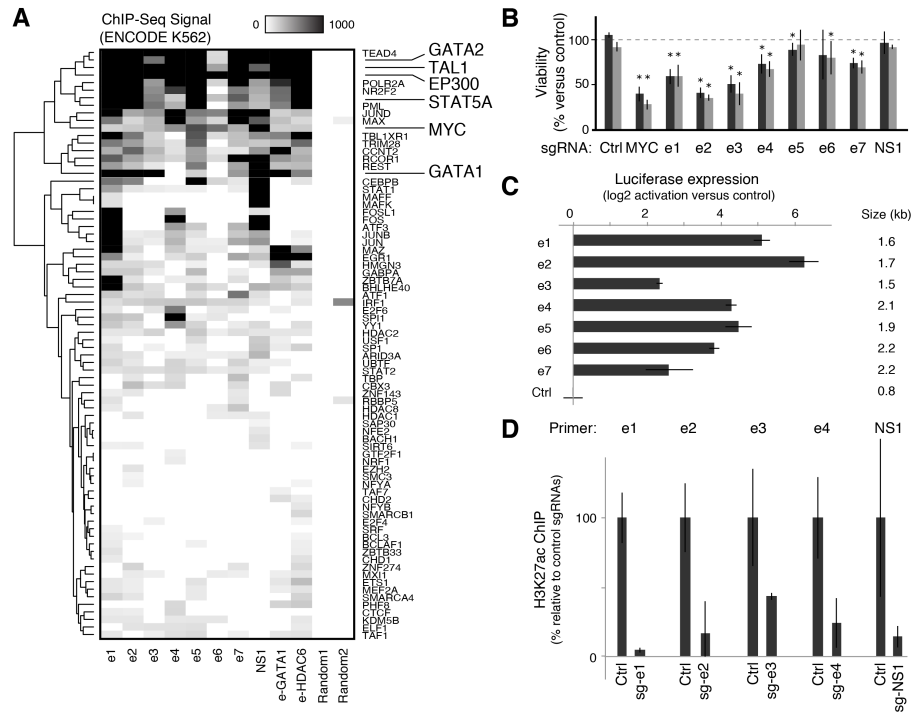 A
ChIP-Seq Signal
(ENCODE K562)
0
1000
TEAD4
POLR2A
NR2F2
PML
JUND
MAX
TBL1XR1
TRIM28
CCNT2
RCOR1
REST
CEBPB
STAT1
MAFF
MAFK
FOSL1
FOS
ATF3
JUNB
JUN
MAZ
EGR1
HMGN3
GABPA
ZBTB7A
BHLHE40
ATF1
IRF1
E2F6
SPI1
YY1
HDAC2
USF1
SP1
ARID3A
UBTF
STAT2
TBP
CBX3
ZNF143
RBBP5
HDAC8
HDAC1
SAP30
NFE2
BACH1
SIRT6
GTF2F1
NRF1
EZH2
SMC3
NFYA
TAF7
CHD2
NFYB
SMARCB1
E2F4
SRF
BCL3
BCLAF1
ZBTB33
CHD1
ZNF274
MXI1
ETS1
MEF2A
SMARCA4
PHF8
CTCF
KDM5B
ELF1
TAF1
GATA2
TAL1
EP300
STAT5A
MYC
GATA1
e1
e2
e3
e4
e5
e6
e7
NS1
e-GATA1
e-HDAC6
Random1
Random2
B
Viability
(% versus control)
100
50
0
* * * * * * * * * * * * * *
sgRNA: Ctrl MYC e1 e2 e3 e4 e5 e6 e7 NS1
C
Luciferase expression
(log2 activation versus control)
0 2 4 6
Size (kb)
e1 1.6
e2 1.7
e3 1.5
e4 2.1
e5 1.9
e6 2.2
e7 2.2
Ctrl 0.8
D
Primer: e1 e2 e3 e4 NS1
H3K27ac ChIP
(% relative to control sgRNAs)
100
0
Ctrl
sg-e1
Ctrl
sg-e2
Ctrl
sg-e3
Ctrl
sg-e4
Ctrl
sg-NS1